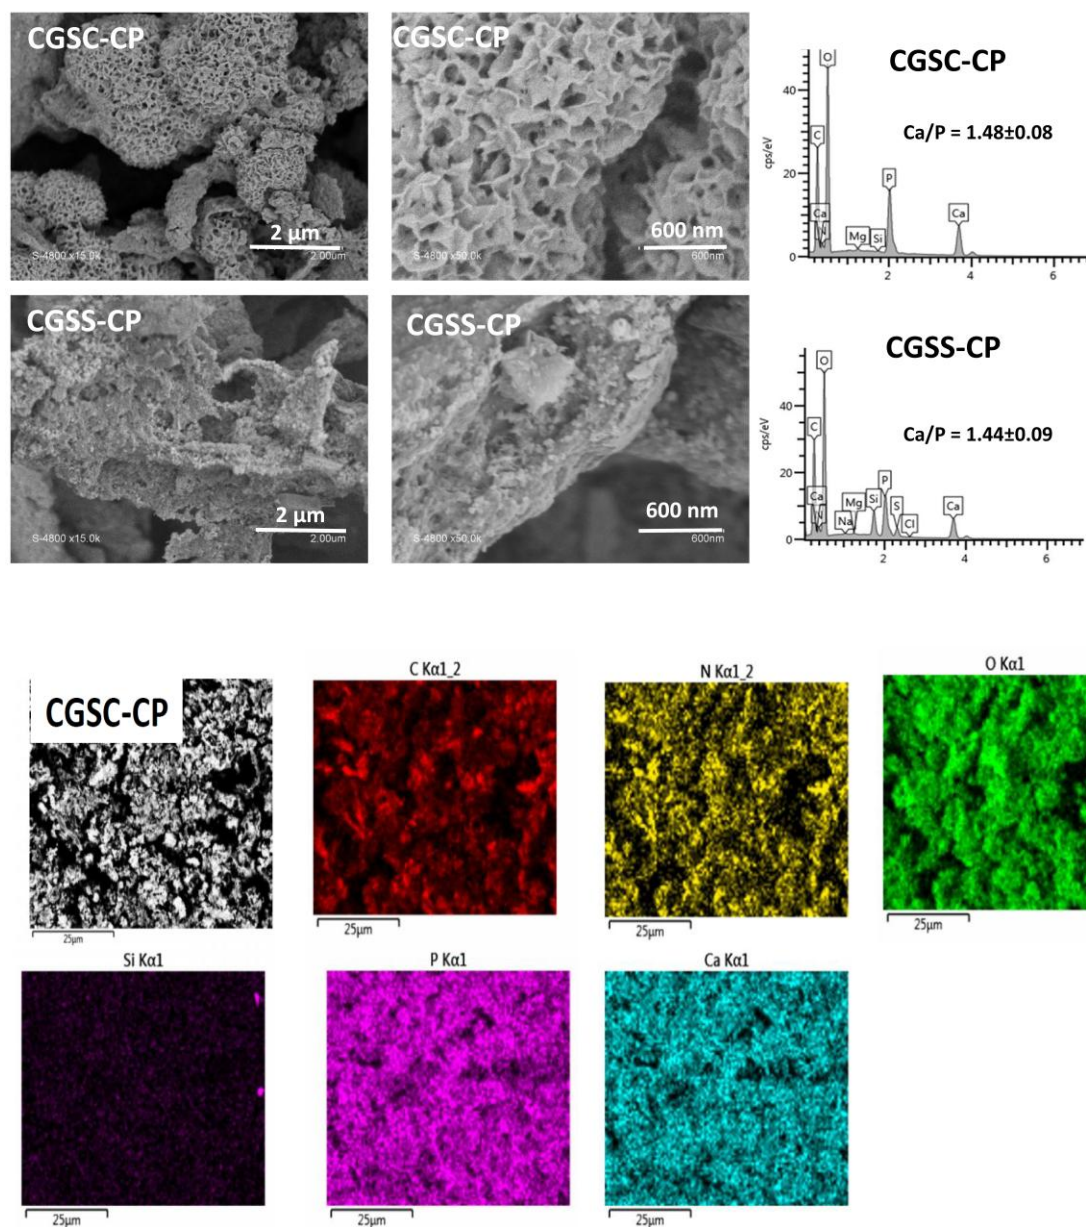 CGSC-CP
2 μm
S-4800 x15.0k
2.00um
CGSC-CP
600 nm
S-4800 x50.0k
600nm
CGSC-CP
Ca/P = 1.48±0.08
cps/eV
40
20
0
O
C
Ca
N
Mg
Si
P
Ca
2
4
6
CGSS-CP
2 μm
S-4800 x15.0k
2.00um
CGSS-CP
600 nm
S-4800 x50.0k
600nm
CGSS-CP
Ca/P = 1.44±0.09
cps/eV
40
20
0
O
C
Ca
N
Na
Mg
Si
P
S
Cl
Ca
2
4
6
CGSC-CP
25μm
C Kα1_2
25μm
N Kα1_2
25μm
O Kα1
25μm
Si Kα1
25μm
P Kα1
25μm
Ca Kα1
25μm